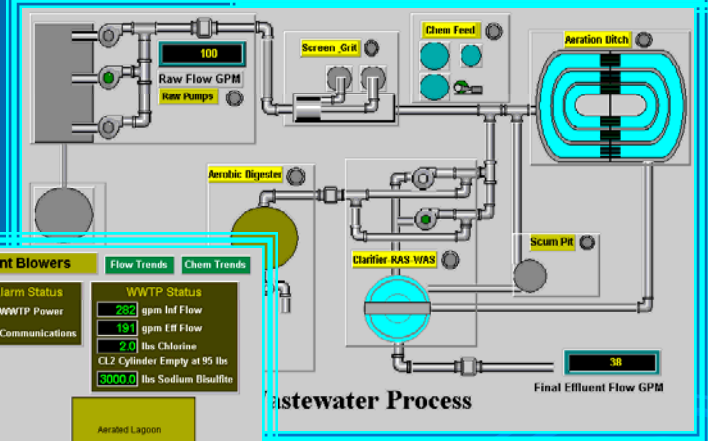 100
Raw Flow GPM
Raw Pumps
Screen Grit
Chem Feed
Aeration Ditch
Aerobic Digester
Clarifier-RAS-WAS
Scum Pit
38
Final Effluent Flow GPM
Wastewater Process
nt Blowers
Flow Trends
Chem Trends
larm Status
WWTP Power
Communications
WWTP Status
282 gpm Inf Flow
191 gpm Eff Flow
2.0 lbs Chlorine
CL2 Cylinder Empty at 95 lbs
3000.0 lbs Sodium Bisulfite
Aerated Lagoon